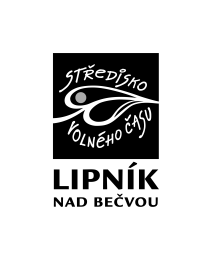 STŘEDISKO
VOLNÉHO ČASU
LIPNÍK
NAD BEČVOU